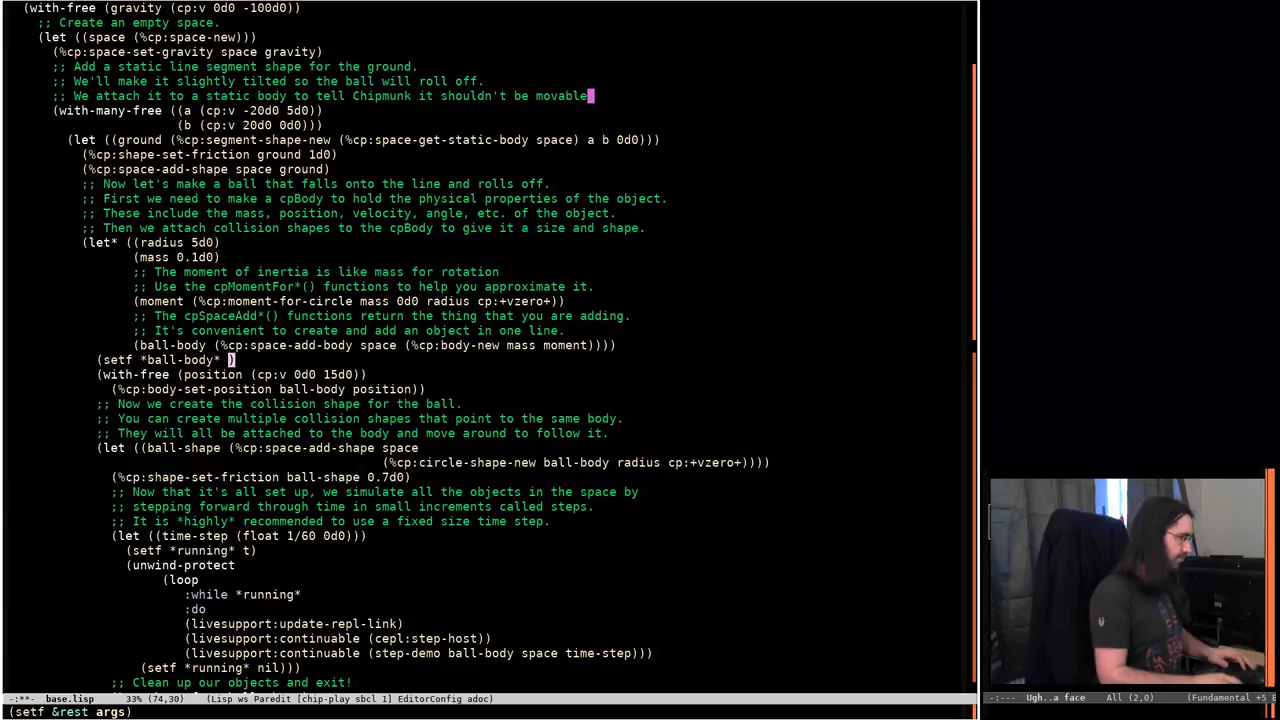 (with-free (gravity (cp:v 0d0 -100d0))
;; Create an empty space.
(let ((space (%cp:space-new)))
(%cp:space-set-gravity space gravity)
;; Add a static line segment shape for the ground.
;; We'll make it slightly tilted so the ball will roll off.
;; We attach it to a static body to tell Chipmunk it shouldn't be movable
(with-many-free ((a (cp:v -20d0 5d0))
(b (cp:v 20d0 0d0)))
(let ((ground (%cp:segment-shape-new (%cp:space-get-static-body space) a b 0d0)))
(%cp:shape-set-friction ground 1d0)
(%cp:space-add-shape space ground)
;; Now let's make a ball that falls onto the line and rolls off.
;; First we need to make a cpBody to hold the physical properties of the object.
;; These include the mass, position, velocity, angle, etc. of the object.
;; Then we attach collision shapes to the cpBody to give it a size and shape.
(let* ((radius 5d0)
(mass 0.1d0)
;; The moment of inertia is like mass for rotation
;; Use the cpMomentFor*() functions to help you approximate it.
(moment (%cp:moment-for-circle mass 0d0 radius cp:+vzero+))
;; The cpSpaceAdd*() functions return the thing that you are adding.
;; It's convenient to create and add an object in one line.
(ball-body (%cp:space-add-body space (%cp:body-new mass moment))))
(setf *ball-body* )
(with-free (position (cp:v 0d0 15d0))
(%cp:body-set-position ball-body position))
;; Now we create the collision shape for the ball.
;; You can create multiple collision shapes that point to the same body.
;; They will all be attached to the body and move around to follow it.
(let ((ball-shape (%cp:space-add-shape space
(%cp:circle-shape-new ball-body radius cp:+vzero+))))
(%cp:shape-set-friction ball-shape 0.7d0)
;; Now that it's all set up, we simulate all the objects in the space by
;; stepping forward through time in small increments called steps.
;; It is *highly* recommended to use a fixed size time step.
(let ((time-step (float 1/60 0d0)))
(setf *running* t)
(unwind-protect
(loop
:while *running*
:do
(livesupport:update-repl-link)
(livesupport:continuable (cepl:step-host))
(livesupport:continuable (step-demo ball-body space time-step)))
(setf *running* nil)))
;; Clean up our objects and exit!
-:**- base.lisp 33% (74,30) (Lisp ws Paredit [chip-play sbcl 1] EditorConfig adoc)
-:--- Ugh..a face All (2,0) (Fundamental +5 E
(setf &rest args)